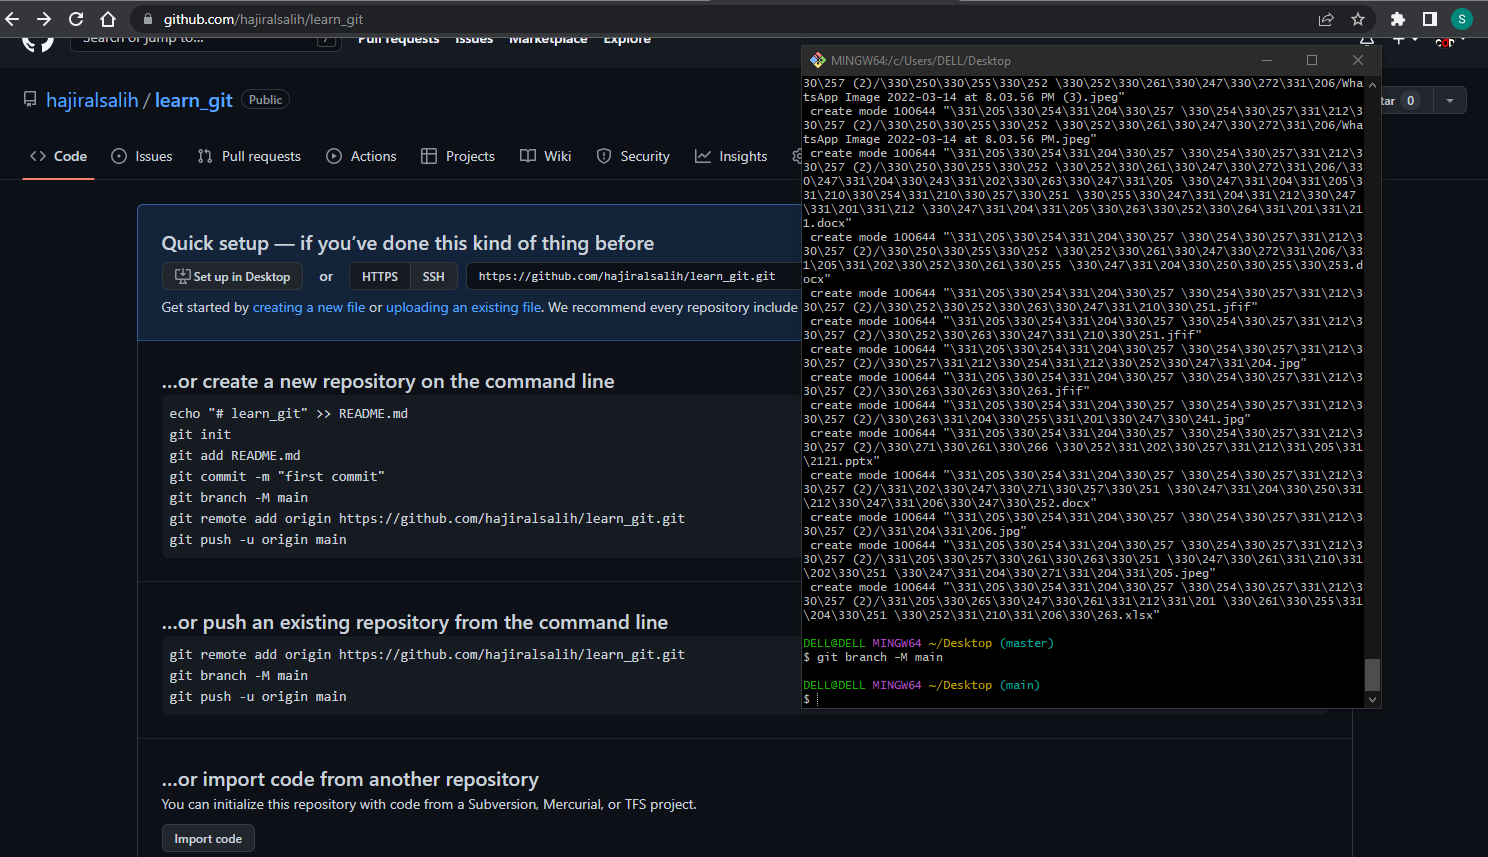 github.com/hajiralsalih/learn_git
S
Search or jump to...
/
Pull requests
Issues
Marketplace
Explore
hajiralsalih / learn_git
Public
tar 0
Code
Issues
Pull requests
Actions
Projects
Wiki
Security
Insights
Quick setup — if you’ve done this kind of thing before
Set up in Desktop
or
HTTPS
SSH
https://github.com/hajiralsalih/learn_git.git
Get started by creating a new file or uploading an existing file. We recommend every repository include
...or create a new repository on the command line
echo "# learn_git" >> README.md
git init
git add README.md
git commit -m "first commit"
git branch -M main
git remote add origin https://github.com/hajiralsalih/learn_git.git
git push -u origin main
...or push an existing repository from the command line
git remote add origin https://github.com/hajiralsalih/learn_git.git
git branch -M main
git push -u origin main
...or import code from another repository
You can initialize this repository with code from a Subversion, Mercurial, or TFS project.
Import code
MINGW64:/c/Users/DELL/Desktop
30\257 (2)/\330\250\330\255\330\252 \330\252\330\261\330\247\330\272\331\206/Wha
tsApp Image 2022-03-14 at 8.03.56 PM (3).jpeg"
create mode 100644 "\331\205\330\254\331\204\330\257 \330\254\330\257\331\212\3
30\257 (2)/\330\250\330\255\330\252 \330\252\330\261\330\247\330\272\331\206/Wha
tsApp Image 2022-03-14 at 8.03.56 PM.jpeg"
create mode 100644 "\331\205\330\254\331\204\330\257 \330\254\330\257\331\212\3
30\257 (2)/\330\250\330\255\330\252 \330\252\330\261\330\247\330\272\331\206/\33
0\247\331\204\330\243\331\202\330\263\330\247\331\205 \330\247\331\204\331\205\3
31\210\330\254\331\210\330\257\330\251 \330\255\330\247\331\204\331\212\330\247
\331\201\331\212 \330\247\331\204\331\205\330\263\330\252\330\264\331\201\331\21
1.docx"
create mode 100644 "\331\205\330\254\331\204\330\257 \330\254\330\257\331\212\3
30\257 (2)/\330\250\330\255\330\252 \330\252\330\261\330\247\330\272\331\206/\33
1\205\331\202\330\252\330\261\330\255 \330\247\331\204\330\250\330\255\330\253.d
ocx"
create mode 100644 "\331\205\330\254\331\204\330\257 \330\254\330\257\331\212\3
30\257 (2)/\330\252\330\252\330\263\330\247\331\210\330\251.jfif"
create mode 100644 "\331\205\330\254\331\204\330\257 \330\254\330\257\331\212\3
30\257 (2)/\330\252\330\263\330\247\331\210\330\251.jfif"
create mode 100644 "\331\205\330\254\331\204\330\257 \330\254\330\257\331\212\3
30\257 (2)/\330\257\331\212\330\254\331\212\330\252\330\247\331\204.jpg"
create mode 100644 "\331\205\330\254\331\204\330\257 \330\254\330\257\331\212\3
30\257 (2)/\330\263\330\263\330\263.jfif"
create mode 100644 "\331\205\330\254\331\204\330\257 \330\254\330\257\331\212\3
30\257 (2)/\330\263\331\204\330\255\331\201\330\247\330\241.jpg"
create mode 100644 "\331\205\330\254\331\204\330\257 \330\254\330\257\331\212\3
30\257 (2)/\330\271\330\261\330\266 \330\252\331\202\330\257\331\212\331\205\331
\2121.pptx"
create mode 100644 "\331\205\330\254\331\204\330\257 \330\254\330\257\331\212\3
30\257 (2)/\331\202\330\247\330\271\330\257\330\251 \330\247\331\204\330\250\331
\212\330\247\331\206\330\247\330\252.docx"
create mode 100644 "\331\205\330\254\331\204\330\257 \330\254\330\257\331\212\3
30\257 (2)/\331\204\331\206.jpg"
create mode 100644 "\331\205\330\254\331\204\330\257 \330\254\330\257\331\212\3
30\257 (2)/\331\205\330\257\330\261\330\263\330\251 \330\247\331\210\330\261\331
\202\330\251 \330\247\331\204\330\271\331\204\331\205.jpeg"
create mode 100644 "\331\205\330\254\331\204\330\257 \330\254\330\257\331\212\3
30\257 (2)/\331\205\330\265\330\247\330\261\331\212\331\201 \330\261\330\255\331
\204\330\251 \330\252\331\210\331\206\330\263.xlsx"
DELL@DELL MINGW64 ~/Desktop (master)
$ git branch -M main
DELL@DELL MINGW64 ~/Desktop (main)
$